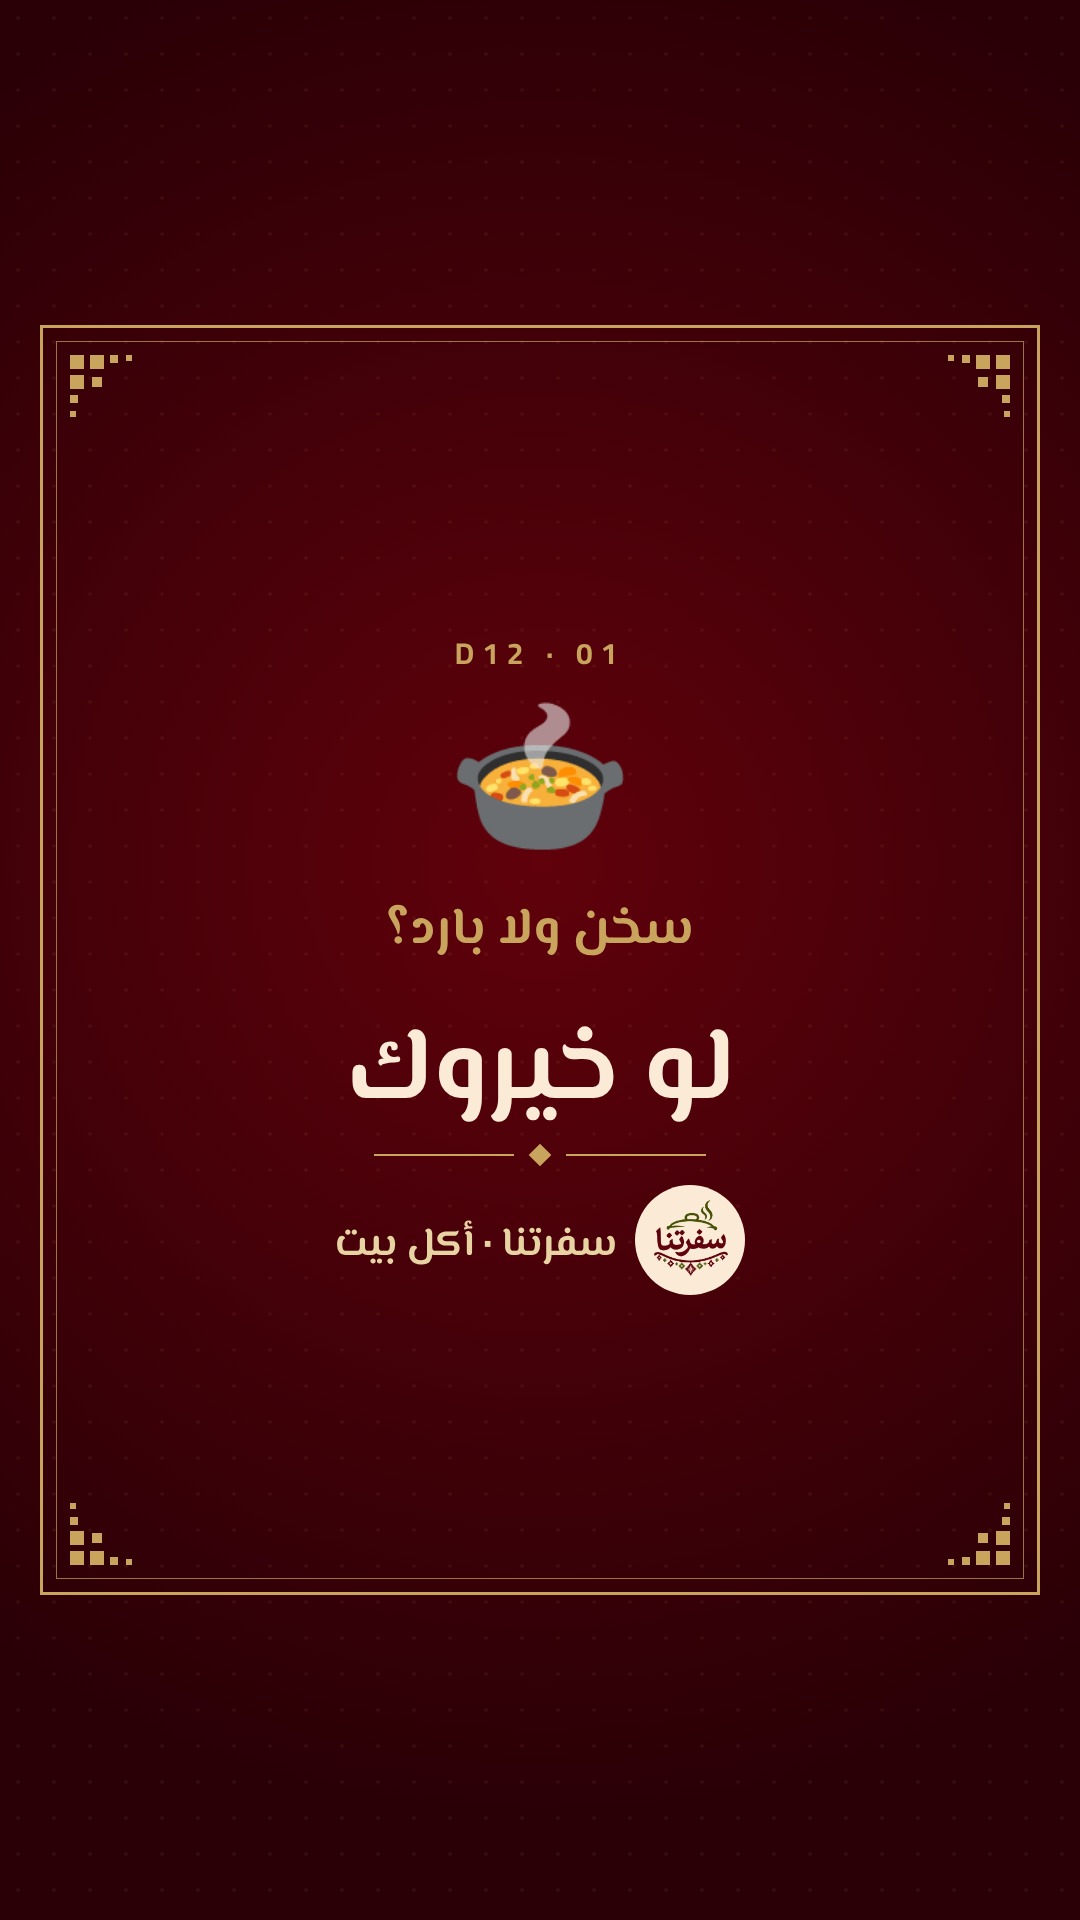 D12 · 01
سخن ولا بارد؟
لو خيروك
سفرتنا
سفرتنا · أكل بيت